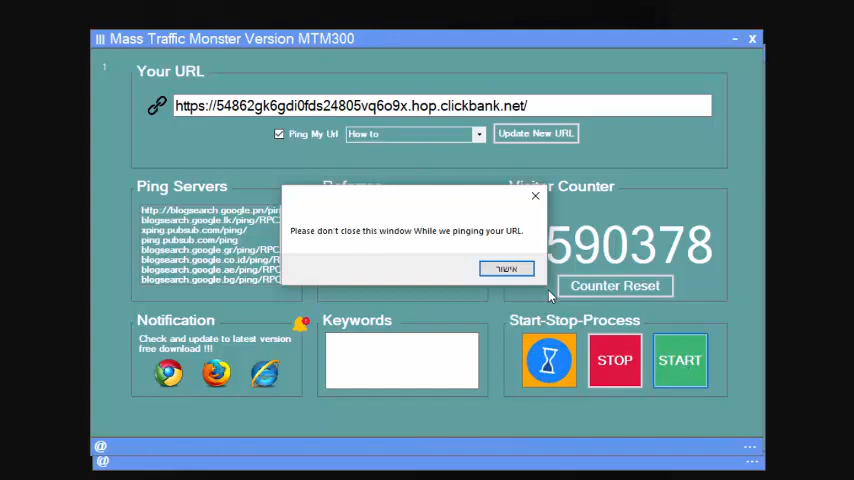 Mass Traffic Monster Version MTM300
1
Your URL
https://54862gk6gdi0fds24805vq6o9x.hop.clickbank.net/
Ping My Url
How to
Update New URL
Ping Servers
http://blogsearch.google.pn/pin
blogsearch.google.lk/ping/RPC
xping.pubsub.com/ping/
ping.pubsub.com/ping
blogsearch.google.gr/ping/RPC
blogsearch.google.co.id/ping/R
blogsearch.google.ae/ping/RPC
blogsearch.google.bg/ping/RPC
Please don't close this window While we pinging your URL.
אישור
Visitor Counter
590378
Counter Reset
Notification
Check and update to latest version
free download !!!
Keywords
Start-Stop-Process
STOP
START
@
...
@
...